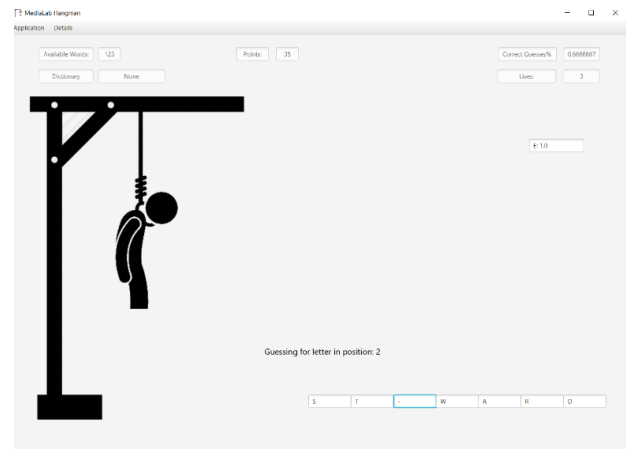 MediaLab Hangman
Application Details
Available Words: 123 Points: 35 Correct Guesses% 0.6666667
Dictionary None Lives: 3
E: 1.0
Guessing for letter in position: 2
S T - W A R D